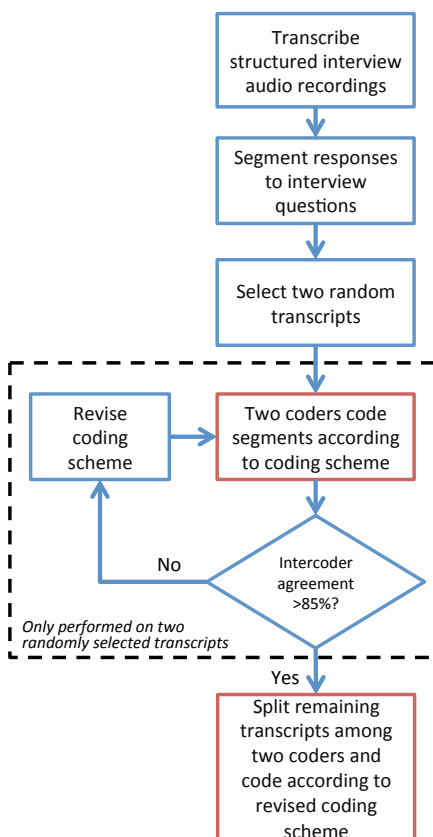 Transcribe
structured interview
audio recordings
Segment responses
to interview
questions
Select two random
transcripts
Revise
coding
scheme
Two coders code
segments according
to coding scheme
No
Intercoder
agreement
>85%?
Only performed on two
randomly selected transcripts
Yes
Split remaining
transcripts among
two coders and
code according to
revised coding
scheme